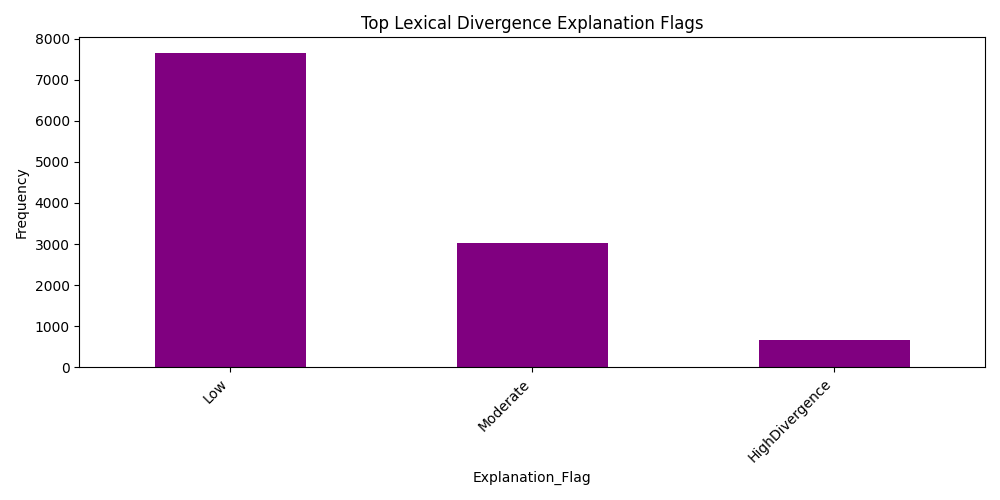 Top Lexical Divergence Explanation Flags
8000
7000
6000
5000
4000
3000
2000
1000
0
Frequency
Low
Moderate
HighDivergence
Explanation_Flag